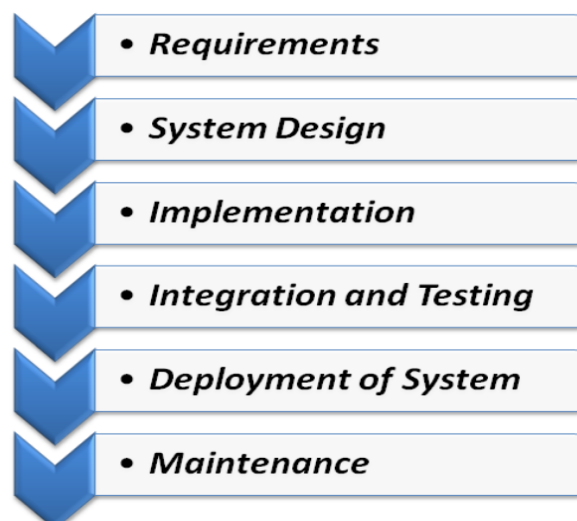 • Requirements
• System Design
• Implementation
• Integration and Testing
• Deployment of System
• Maintenance